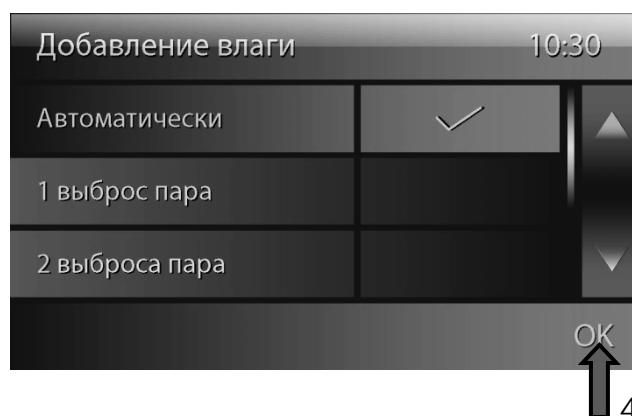 Добавление влаги 10:30
Автоматически
1 выброс пара
2 выброса пара
OK
4